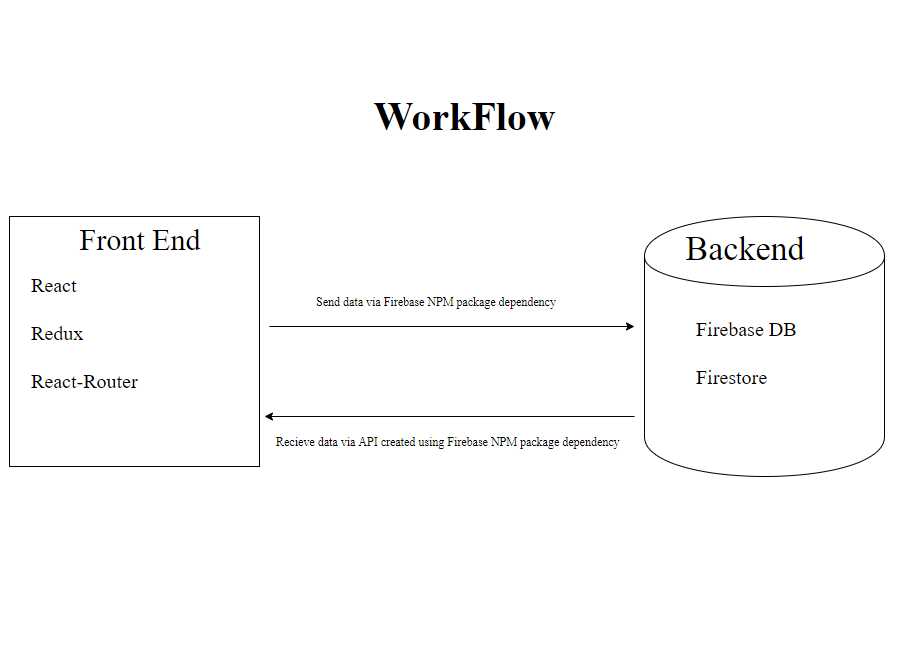 WorkFlow
Front End
React
Redux
React-Router
Send data via Firebase NPM package dependency
Recieve data via API created using Firebase NPM package dependency
Backend
Firebase DB
Firestore